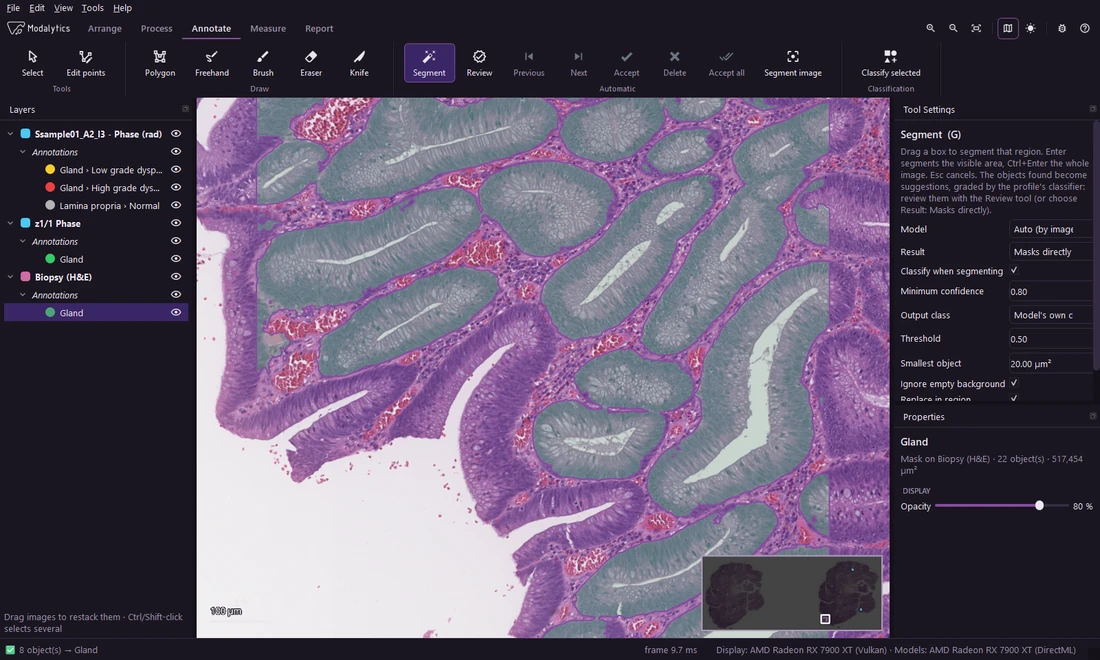 File Edit View Tools Help
Modalytics Arrange Process Annotate Measure Report
Select Edit points Polygon Freehand Brush Eraser Knife Segment Review Previous Next Accept Delete Accept all Segment image Classify selected
Tools Draw Automatic Classification
Layers
Ssample01_A2_I3 - Phase (rad)
Annotations
Gland › Low grade dysp...
Gland › High grade dys...
Lamina propria › Normal
z1/1 Phase
Annotations
Gland
Biopsy (H&E)
Annotations
Gland
Drag images to restack them · Ctrl/Shift-click
selects several
100 µm
Tool Settings
Segment (G)
Drag a box to segment that region. Enter
segments the visible area, Ctrl+Enter the whole
image. Esc cancels. The objects found become
suggestions, graded by the profile's classifier:
review them with the Review tool (or choose
Result: Masks directly).
Model Auto (by image
Result Masks directly
Classify when segmenting ✓
Minimum confidence 0.80
Output class Model's own c
Threshold 0.50
Smallest object 20.00 µm²
Ignore empty background ✓
Replace in region ✓
Properties
Gland
Mask on Biopsy (H&E) · 22 object(s) · 517,454
µm²
DISPLAY
Opacity 80 %
8 object(s) → Gland frame 9.7 ms Display: AMD Radeon RX 7900 XT (Vulkan) · Models: AMD Radeon RX 7900 XT (DirectML)